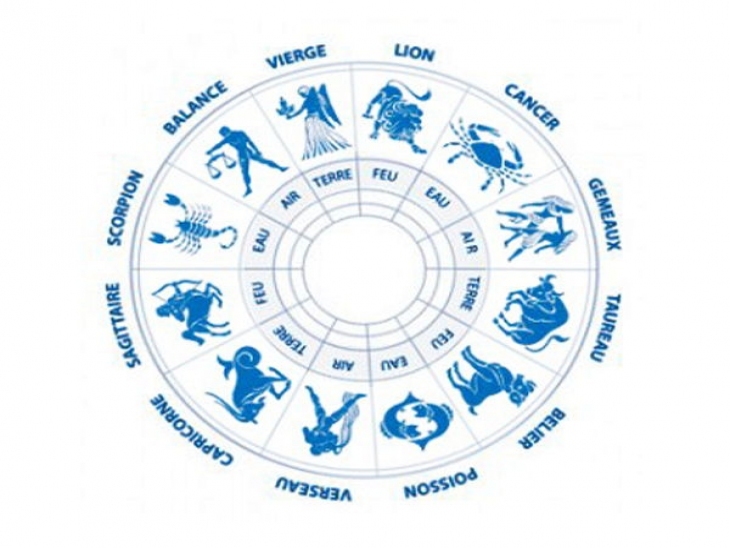 VIERGE
LION
CANCER
GEMEAUX
TAUREAU
BELIER
POISSON
VERSEAU
CAPRICORNE
SAGITTAIRE
SCORPION
BALANCE
TERRE
FEU
EAU
AIR
TERRE
FEU
EAU
AIR
TERRE
FEU
EAU
AIR